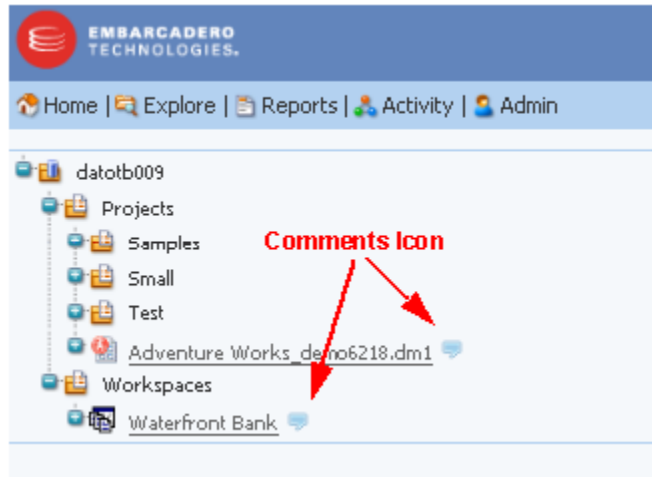 EMBARCADERO
TECHNOLOGIES.
Home | Explore | Reports | Activity | Admin
datotb009
Projects
Samples
Comments Icon
Small
Test
Adventure Works_demo6218.dm1
Workspaces
Waterfront Bank